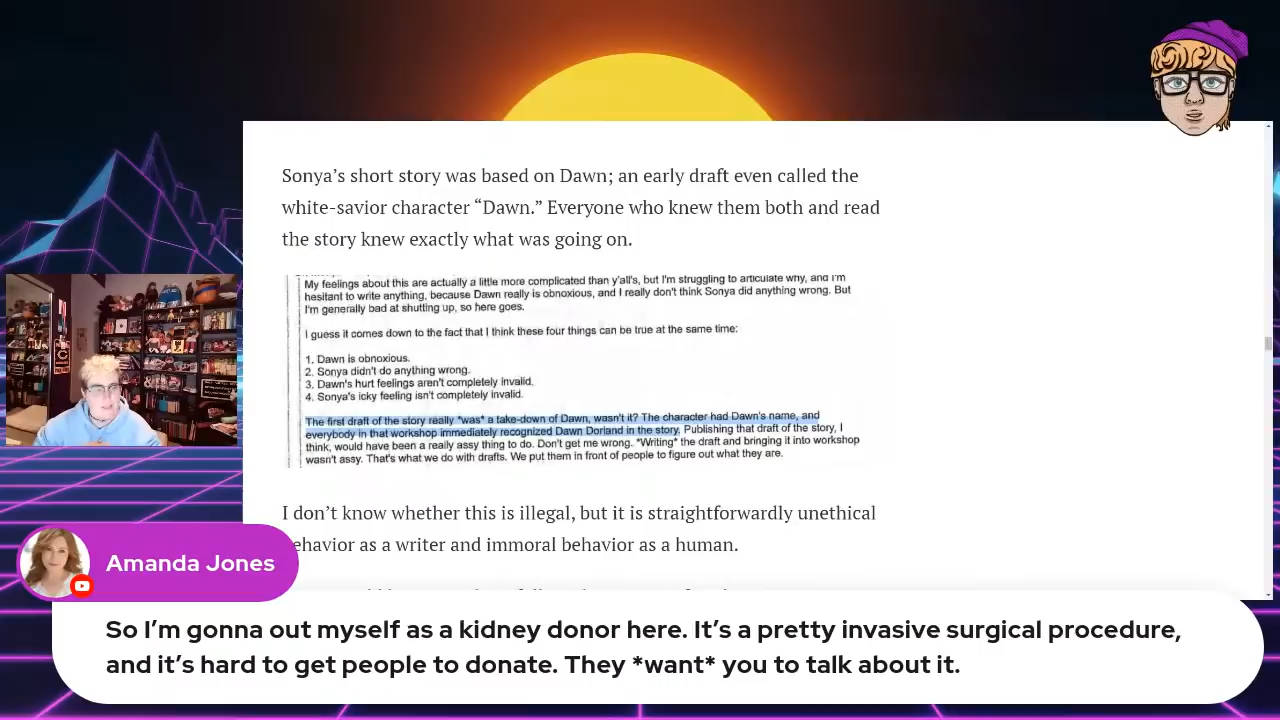 Sonya’s short story was based on Dawn; an early draft even called the
white-savior character “Dawn.” Everyone who knew them both and read
the story knew exactly what was going on.
My feelings about this are actually a little more complicated than y'all's, but I'm struggling to articulate why, and I'm
hesitant to write anything, because Dawn really is obnoxious, and I really don't think Sonya did anything wrong. But
I'm generally bad at shutting up, so here goes.
I guess it comes down to the fact that I think these four things can be true at the same time:
1. Dawn is obnoxious.
2. Sonya didn't do anything wrong.
3. Dawn's hurt feelings aren't completely invalid.
4. Sonya's icky feeling isn't completely invalid.
The first draft of the story really *was* a take-down of Dawn, wasn't it? The character had Dawn's name, and
everybody in that workshop immediately recognized Dawn Dorland in the story. Publishing that draft of the story, I
think, would have been a really assy thing to do. Don't get me wrong. *Writing* the draft and bringing it into workshop
wasn't assy. That's what we do with drafts. We put them in front of people to figure out what they are.
I don’t know whether this is illegal, but it is straightforwardly unethical
behavior as a writer and immoral behavior as a human.
Amanda Jones
So I’m gonna out myself as a kidney donor here. It’s a pretty invasive surgical procedure,
and it’s hard to get people to donate. They *want* you to talk about it.